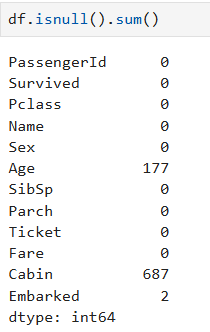 df.isnull().sum()
PassengerId 0
Survived 0
Pclass 0
Name 0
Sex 0
Age 177
SibSp 0
Parch 0
Ticket 0
Fare 0
Cabin 687
Embarked 2
dtype: int64